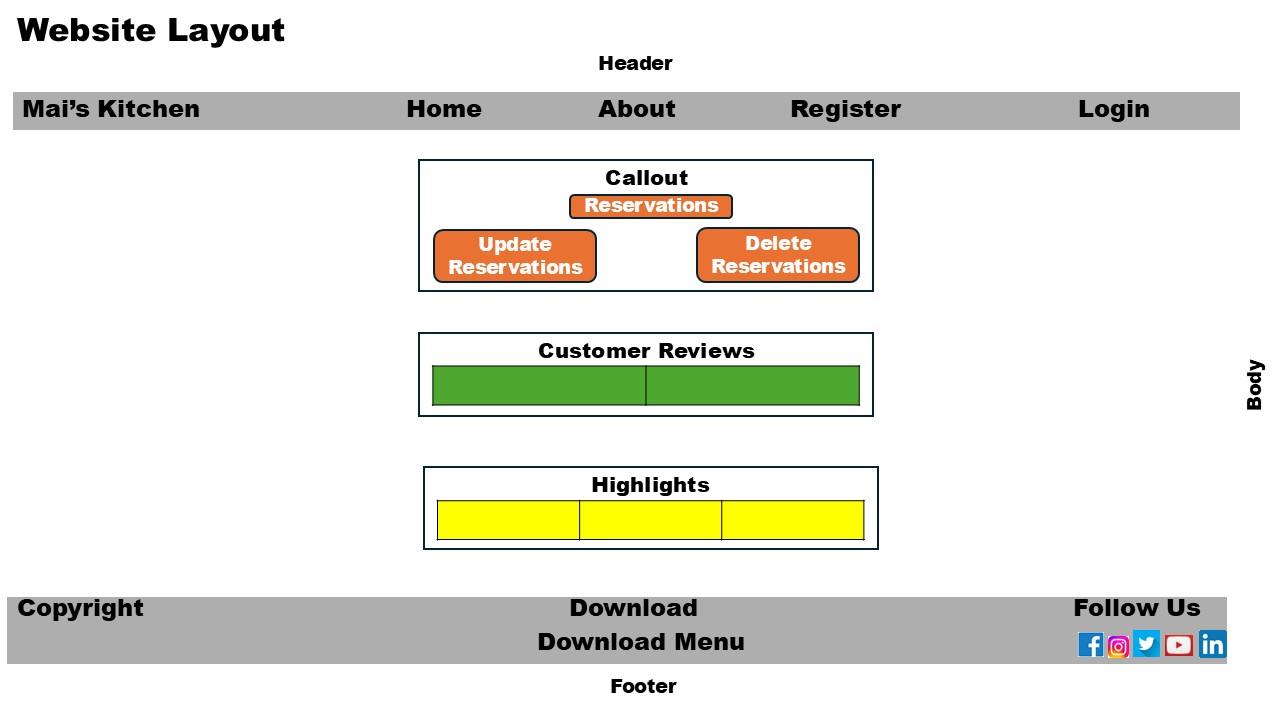 Website Layout
Header
Mai’s Kitchen Home About Register Login
Callout
Reservations
Update
Reservations
Delete
Reservations
Customer Reviews
Body
Highlights
Copyright Download Follow Us
Download Menu
Footer